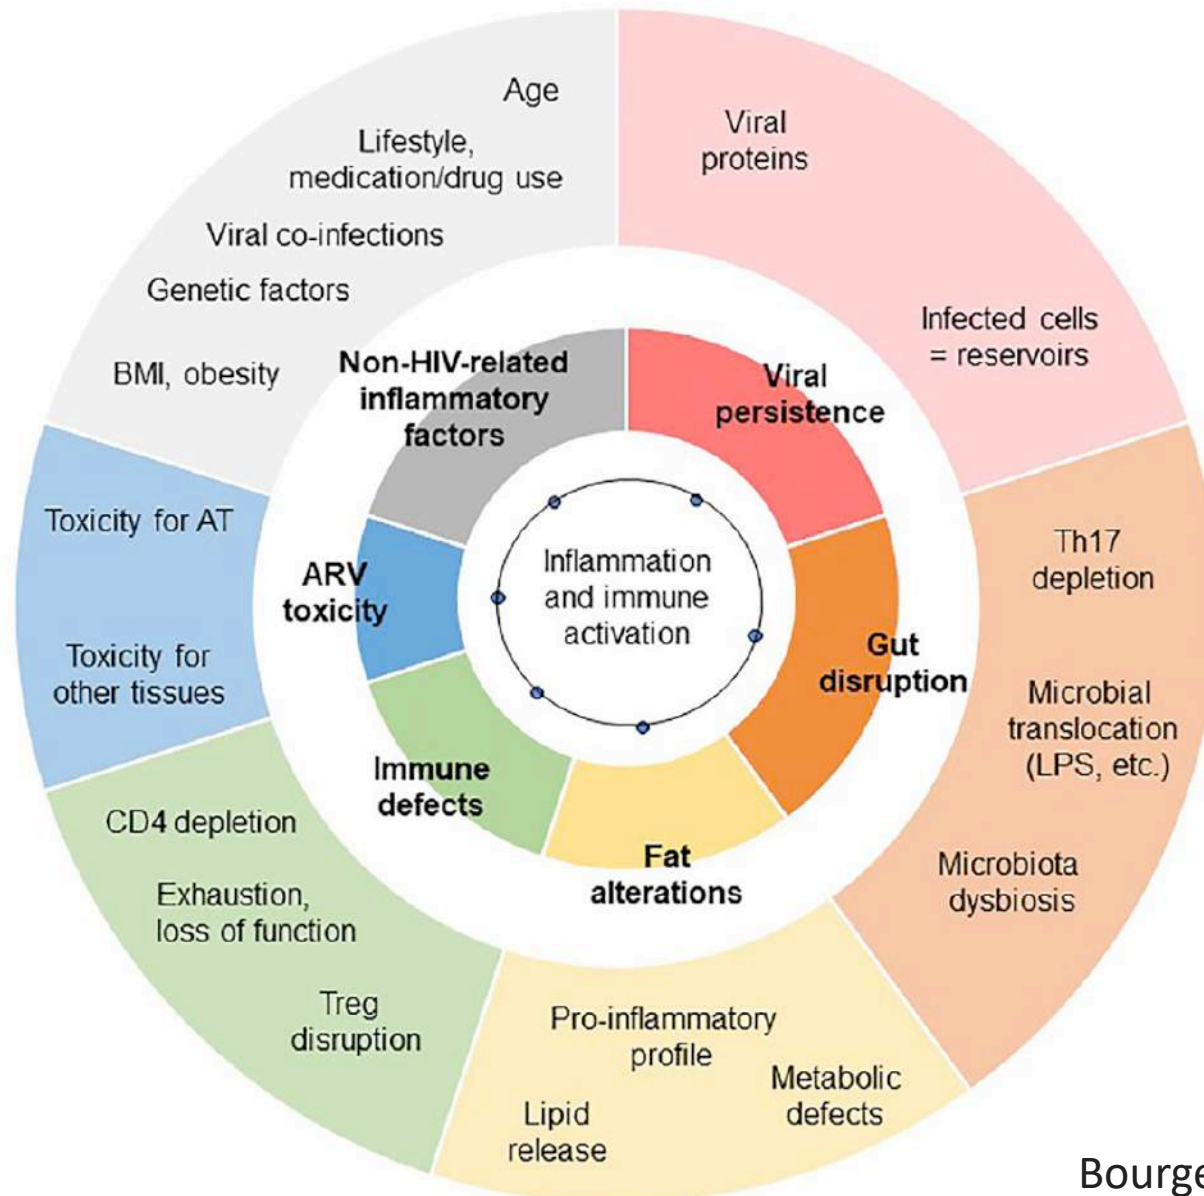 Age
Lifestyle,
medication/drug use
Viral co-infections
Genetic factors
BMI, obesity
Viral
proteins
Infected cells
= reservoirs
Non-HIV-related
inflammatory
factors
Viral
persistence
Toxicity for AT
Toxicity for
other tissues
ARV
toxicity
Inflammation
and immune
activation
Gut
disruption
Th17
depletion
Microbial
translocation
(LPS, etc.)
Microbiota
dysbiosis
Immune
defects
Fat
alterations
CD4 depletion
Exhaustion,
loss of function
Treg
disruption
Pro-inflammatory
profile
Metabolic
defects
Lipid
release
Bourge